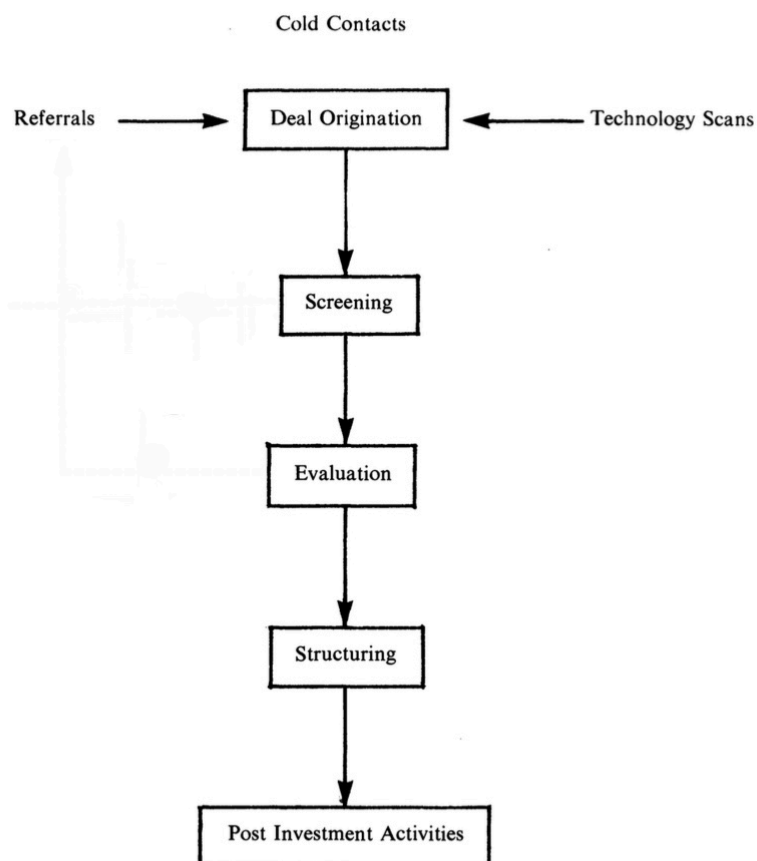 Cold Contacts
Referrals
Deal Origination
Technology Scans
Screening
Evaluation
Structuring
Post Investment Activities